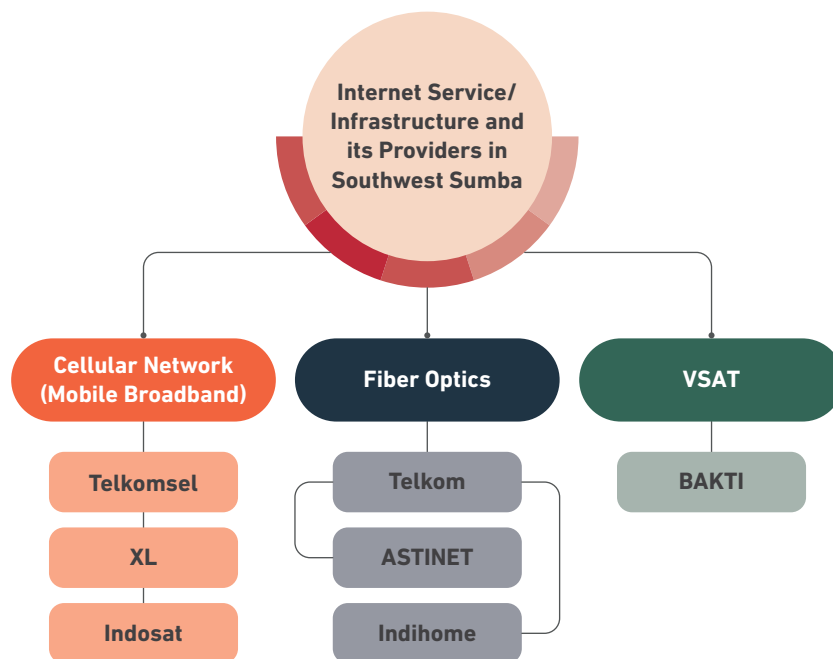 Internet Service/
Infrastructure and
its Providers in
Southwest Sumba
Cellular Network
(Mobile Broadband)
Telkomsel
XL
Indosat
Fiber Optics
Telkom
ASTINET
Indihome
VSAT
BAKTI